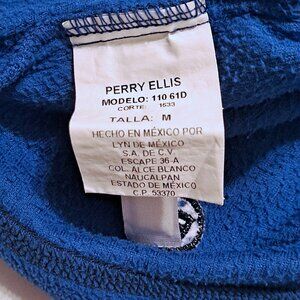 PERRY ELLIS
MODELO: 110 61D
CORTE: 1533
TALLA: M
HECHO EN MÉXICO POR
LYN DE MÉXICO
S.A. DE C.V.
ESCAPE 36-A
COL. ALCE BLANCO
NAUCALPAN
ESTADO DE MÉXICO
C.P. 53370